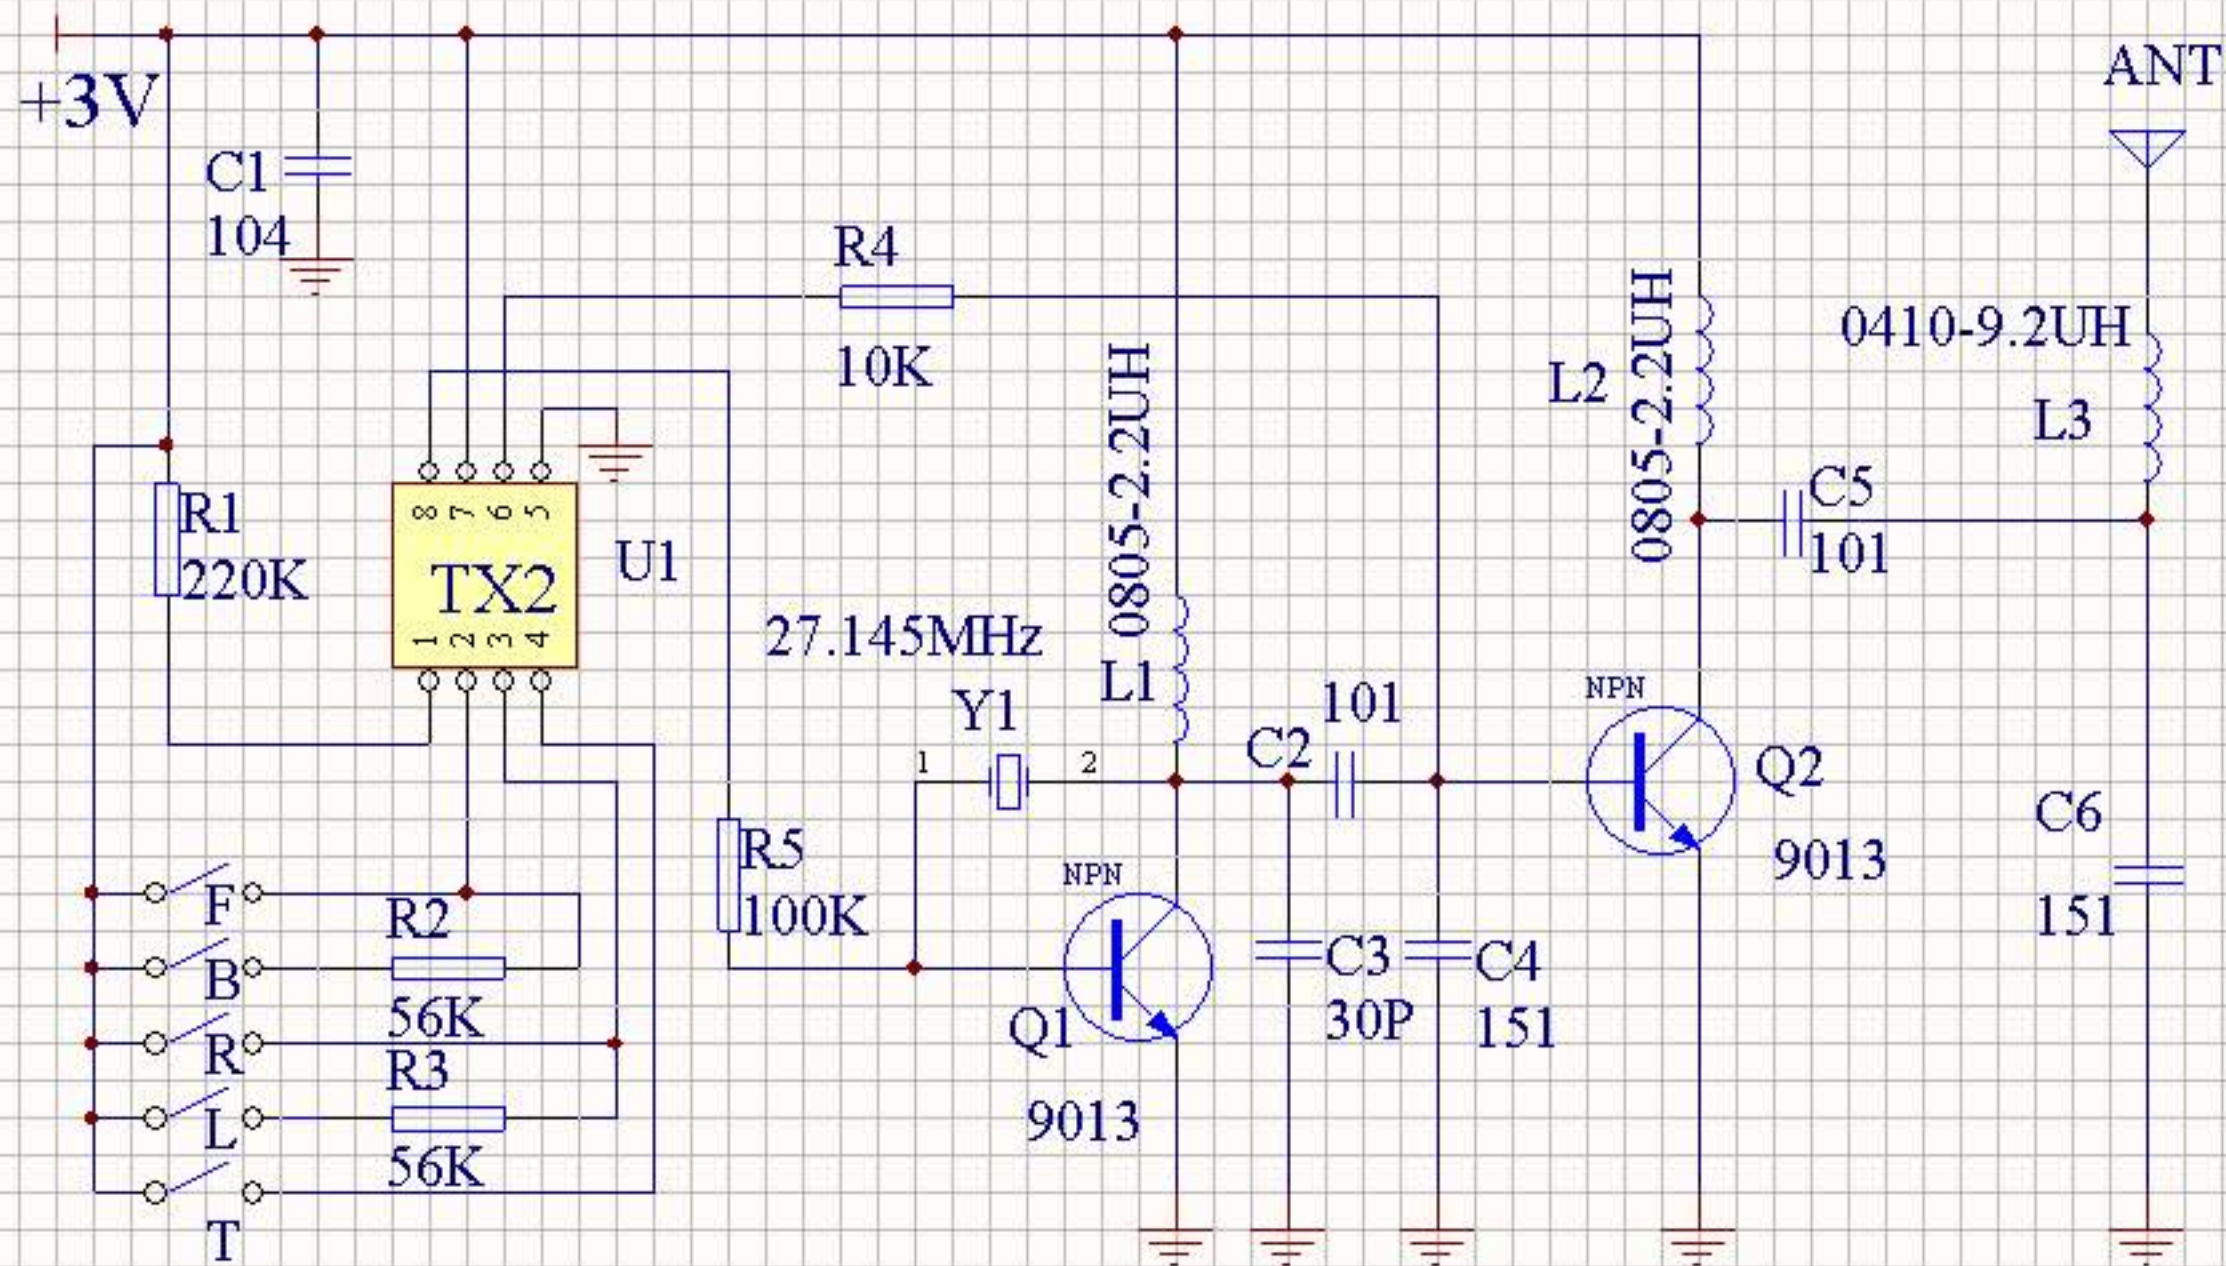 +3V
ANT
C1
104
R4
10K
0805-2.2UH
L1
L2
0805-2.2UH
0410-9.2UH
L3
C5
101
R1
220K
8 7 6 5
TX2
U1
1 2 3 4
27.145MHz
Y1
1
2
C2
101
NPN
Q2
9013
C6
151
R5
100K
NPN
Q1
9013
C3
30P
C4
151
F
R2
B
56K
R
R3
L
56K
T